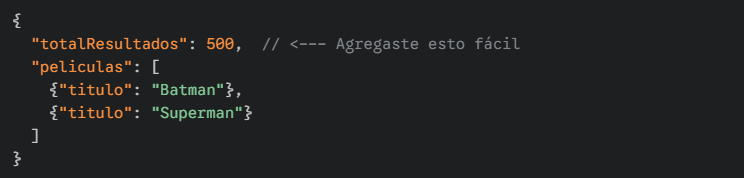 {
  "totalResultados": 500,  // <--- Agregaste esto fácil
  "peliculas": [
    {"titulo": "Batman"},
    {"titulo": "Superman"}
  ]
}